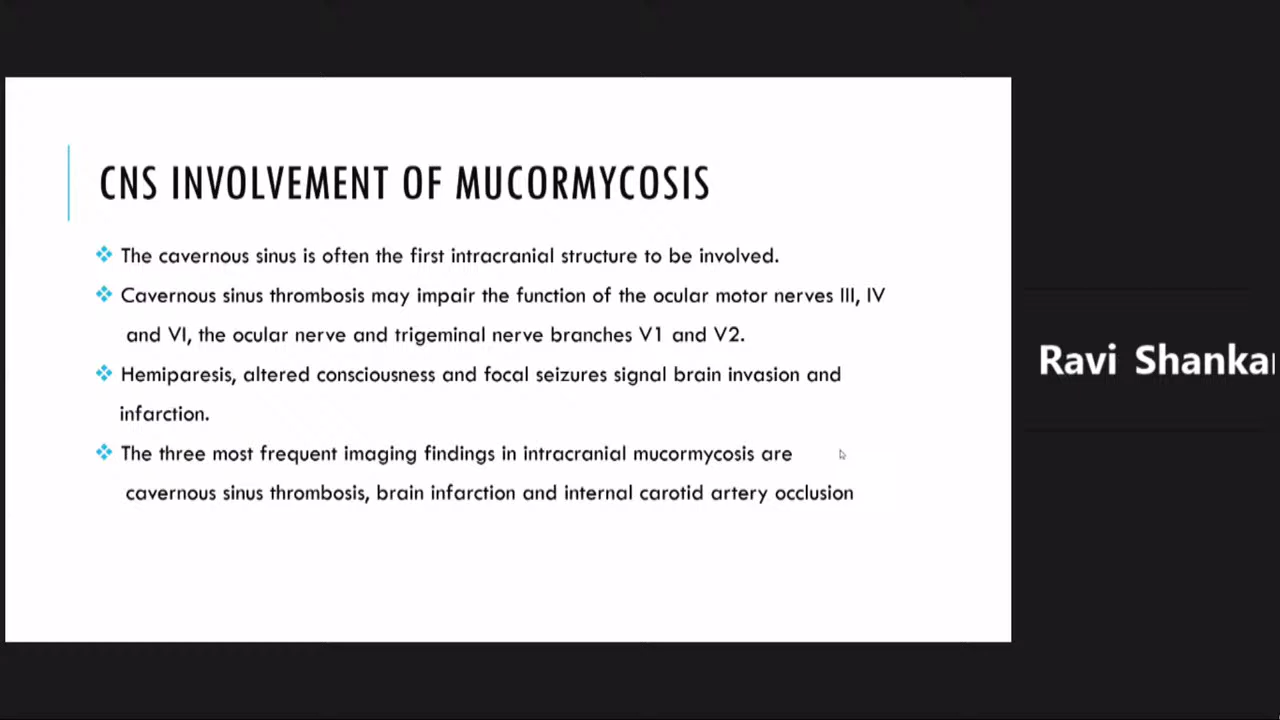 CNS INVOLVEMENT OF MUCORMYCOSIS
The cavernous sinus is often the first intracranial structure to be involved.
Cavernous sinus thrombosis may impair the function of the ocular motor nerves III, IV
and VI, the ocular nerve and trigeminal nerve branches V1 and V2.
Hemiparesis, altered consciousness and focal seizures signal brain invasion and
infarction.
The three most frequent imaging findings in intracranial mucormycosis are
cavernous sinus thrombosis, brain infarction and internal carotid artery occlusion
Ravi Shankar